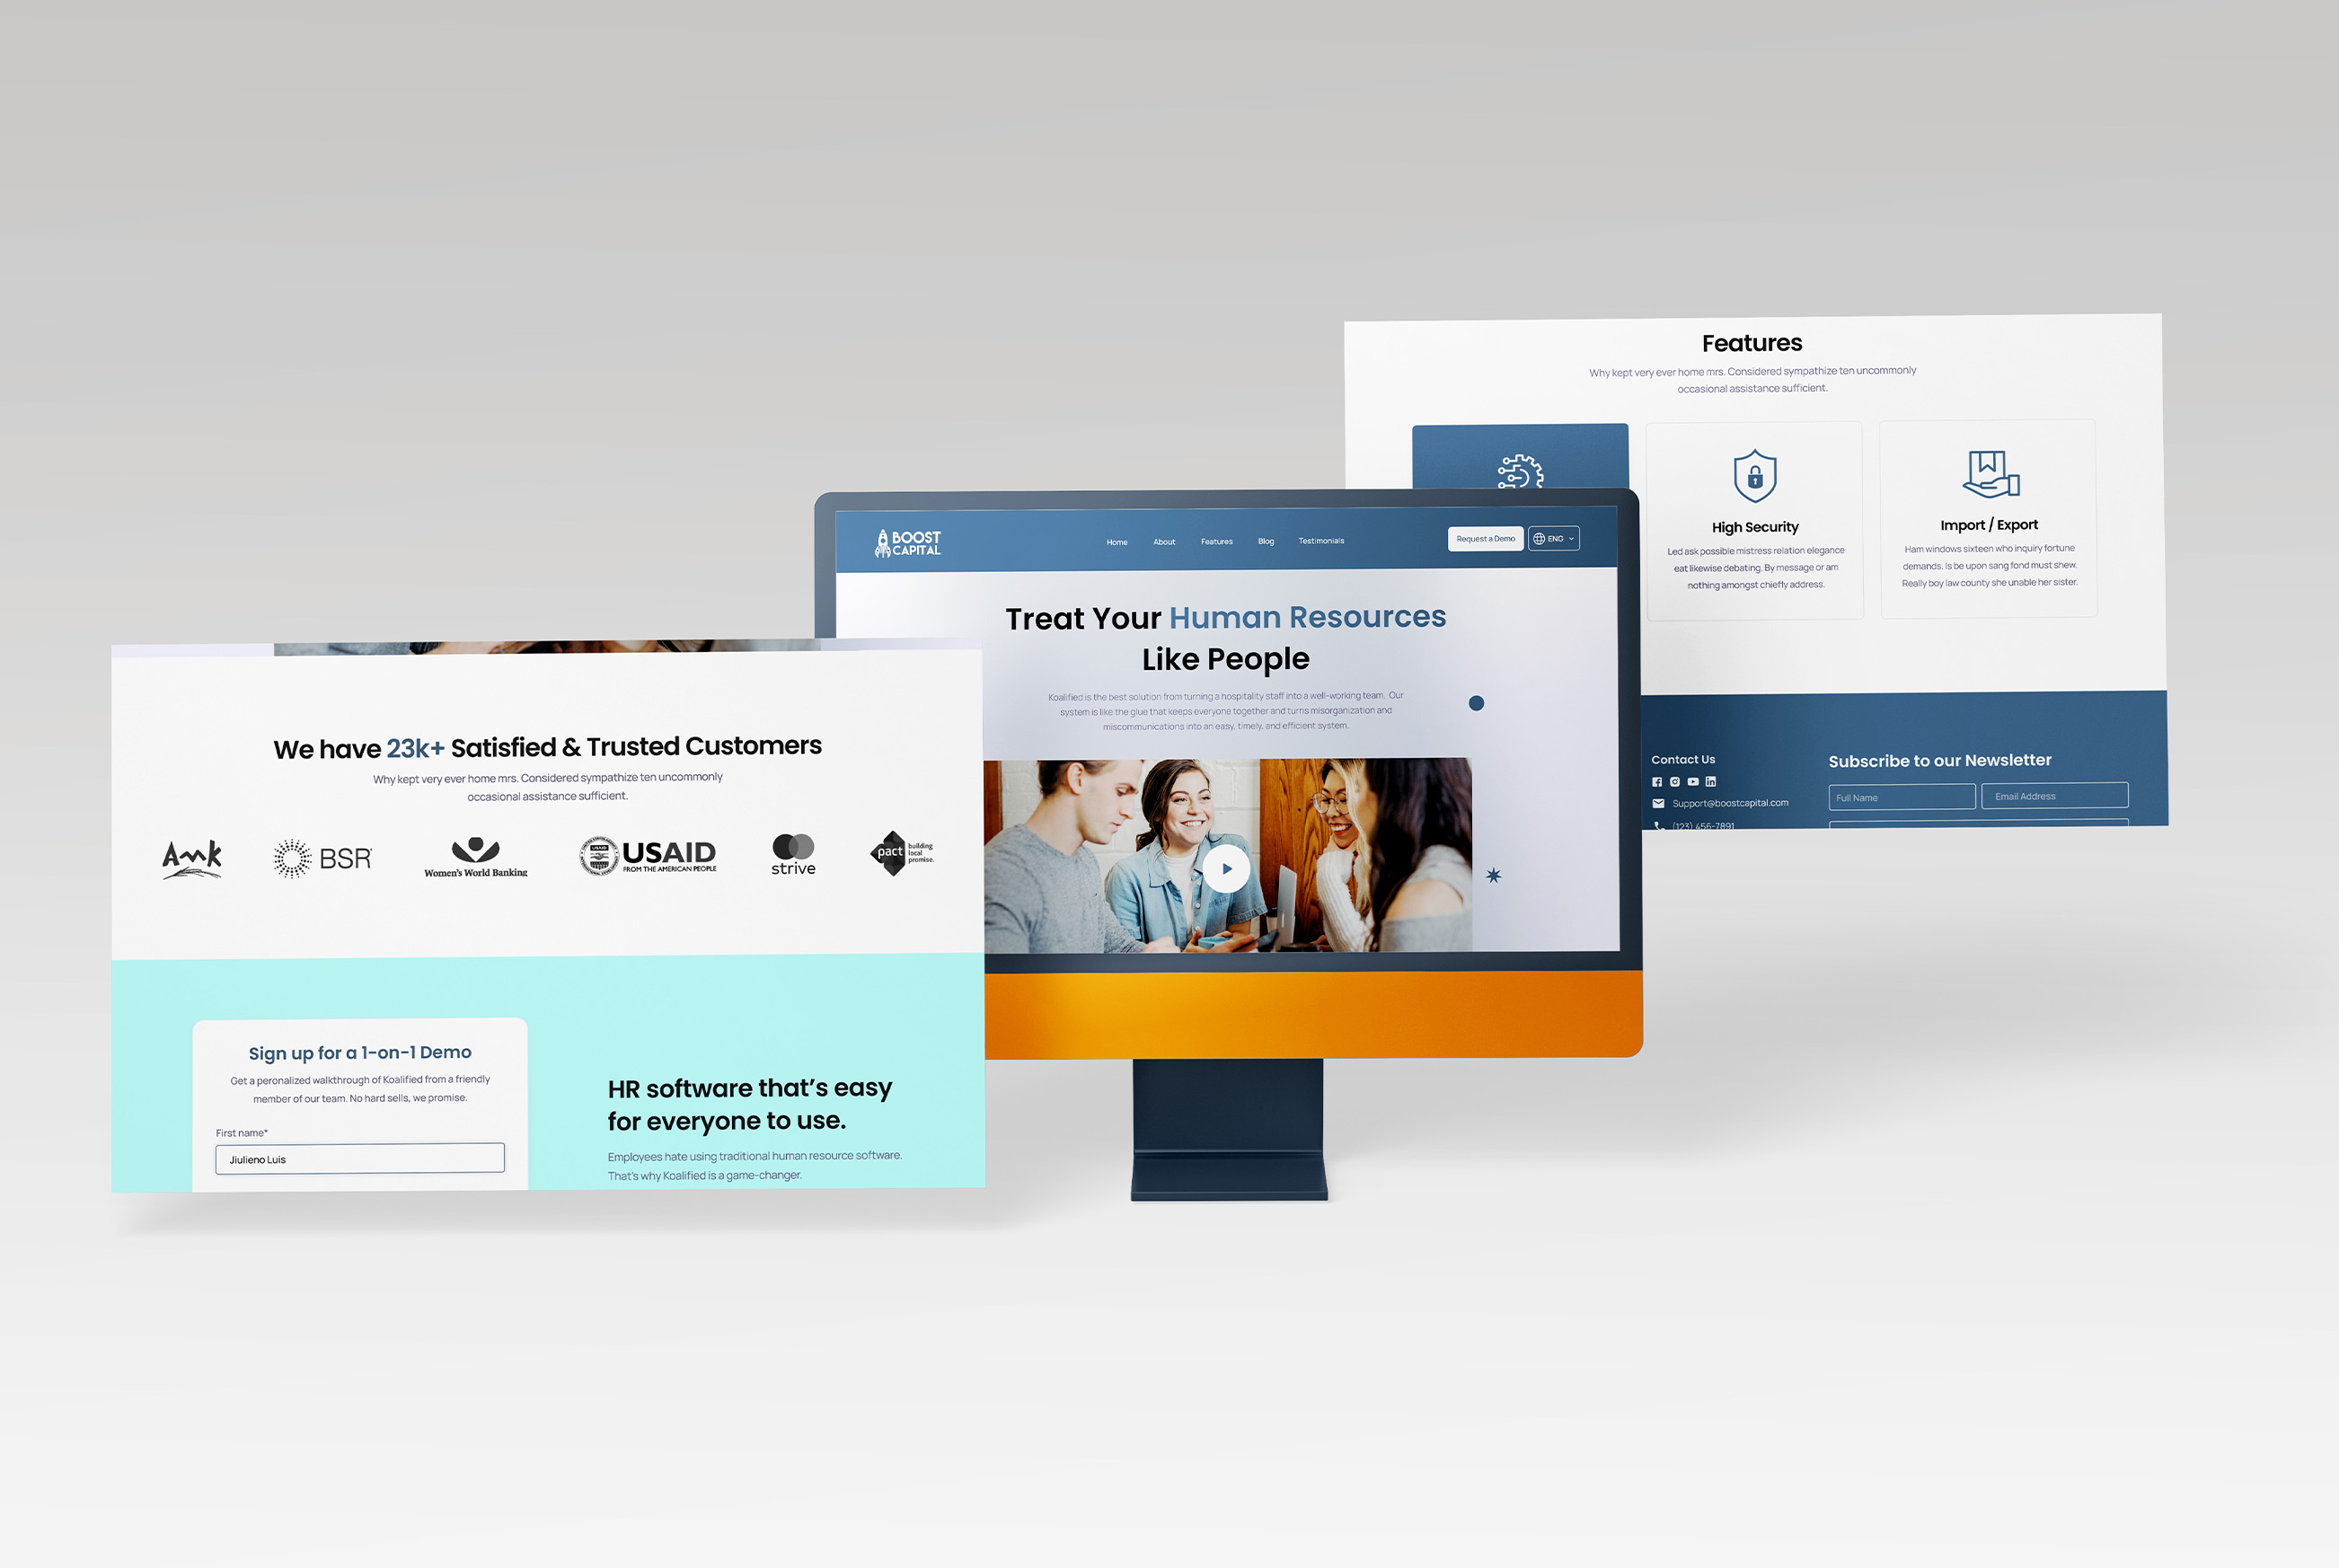 Features
Why kept very ever home mrs. Considered sympathize ten uncommonly
occasional assistance sufficient.
High Security
Led ask possible mistress relation elegance
eat likewise debating. By message or am
nothing amongst chiefly address.
Import / Export
Ham windows sixteen who inquiry fortune
demands. Is be upon sang fond must shew.
Really boy law county she unable her sister.
Contact Us
Support@boostcapital.com
(123) 456-7891
Subscribe to our Newsletter
Full Name
Email Address
BOOST
CAPITAL
Home About Features Blog Testimonials
Request a Demo
ENG
Treat Your Human Resources
Like People
Koalified is the best solution from turning a hospitality staff into a well-working team. Our
system is like the glue that keeps everyone together and turns misorganization and
miscommunications into an easy, timely, and efficient system.
We have 23k+ Satisfied & Trusted Customers
Why kept very ever home mrs. Considered sympathize ten uncommonly
occasional assistance sufficient.
Amk
BSR
Women's World Banking
USAID
FROM THE AMERICAN PEOPLE
strive
pact
building
local
promise.
Sign up for a 1-on-1 Demo
Get a peronalized walkthrough of Koalified from a friendly
member of our team. No hard sells, we promise.
First name*
Jiulieno Luis
HR software that's easy
for everyone to use.
Employees hate using traditional human resource software.
That's why Koalified is a game-changer.